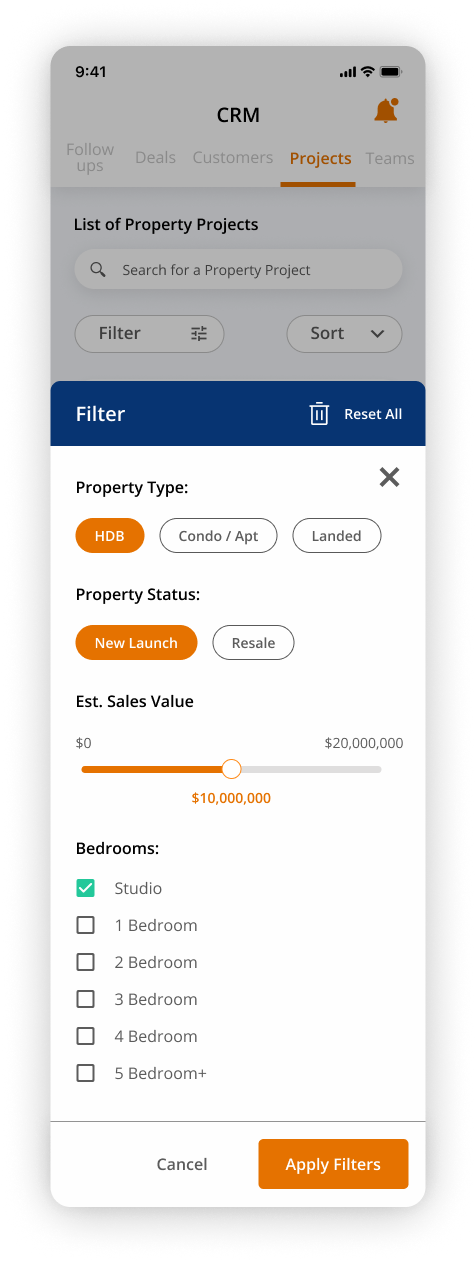 9:41
CRM
Follow ups
Deals
Customers
Projects
Teams
List of Property Projects
Search for a Property Project
Filter
Sort
Filter
Reset All
Property Type:
HDB
Condo / Apt
Landed
Property Status:
New Launch
Resale
Est. Sales Value
$0
$20,000,000
$10,000,000
Bedrooms:
Studio
1 Bedroom
2 Bedroom
3 Bedroom
4 Bedroom
5 Bedroom+
Cancel
Apply Filters